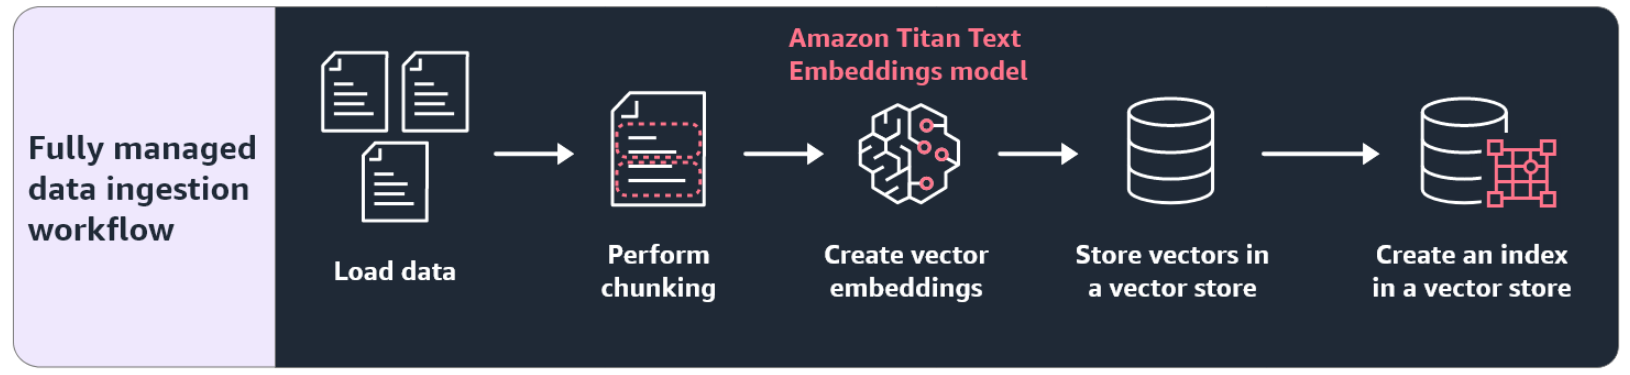 Fully managed
data ingestion
workflow
Load data
Perform
chunking
Amazon Titan Text
Embeddings model
Create vector
embeddings
Store vectors in
a vector store
Create an index
in a vector store